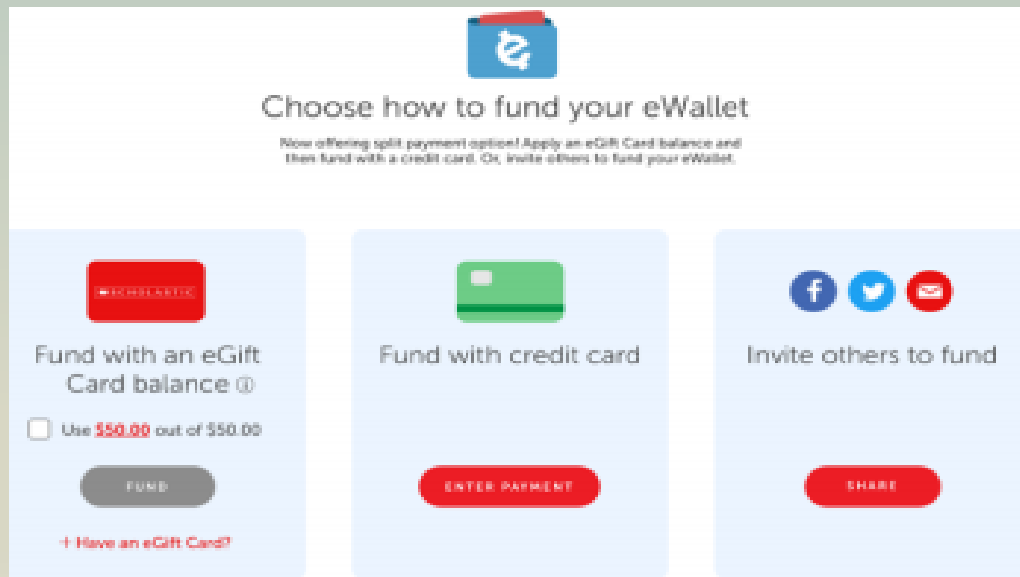 Choose how to fund your eWallet
Now offering split payment option! Apply an eGift Card balance and
then fund with a credit card. Or, invite others to fund your eWallet.
SCHOLASTIC
Fund with an eGift
Card balance
Use $50.00 out of $50.00
FUND
+ Have an eGift Card?
Fund with credit card
ENTER PAYMENT
Invite others to fund
SHARE